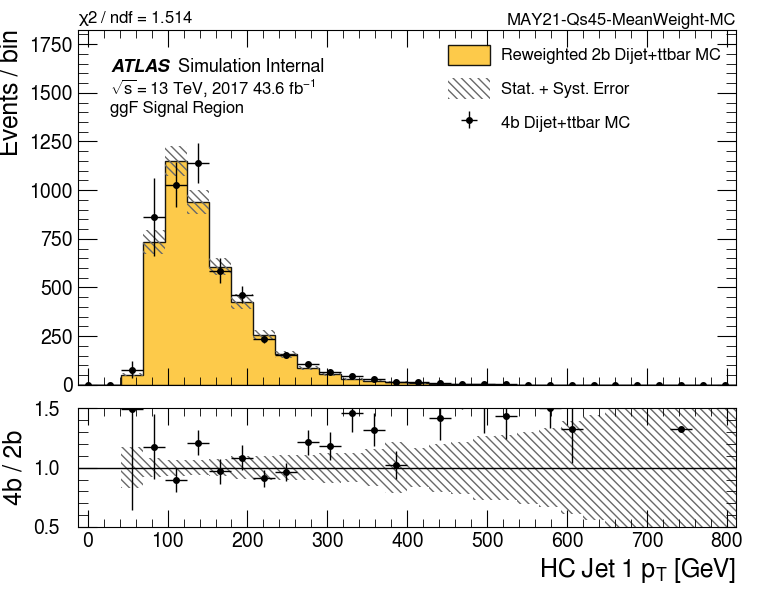 χ2 / ndf = 1.514
MAY21-Qs45-MeanWeight-MC
Events / bin
1750
1500
1250
1000
750
500
250
0
ATLAS Simulation Internal
√s = 13 TeV, 2017 43.6 fb⁻¹
ggF Signal Region
Reweighted 2b Dijet+ttbar MC
Stat. + Syst. Error
4b Dijet+ttbar MC
4b / 2b
1.5
1.0
0.5
0 100 200 300 400 500 600 700 800
HC Jet 1 pT [GeV]